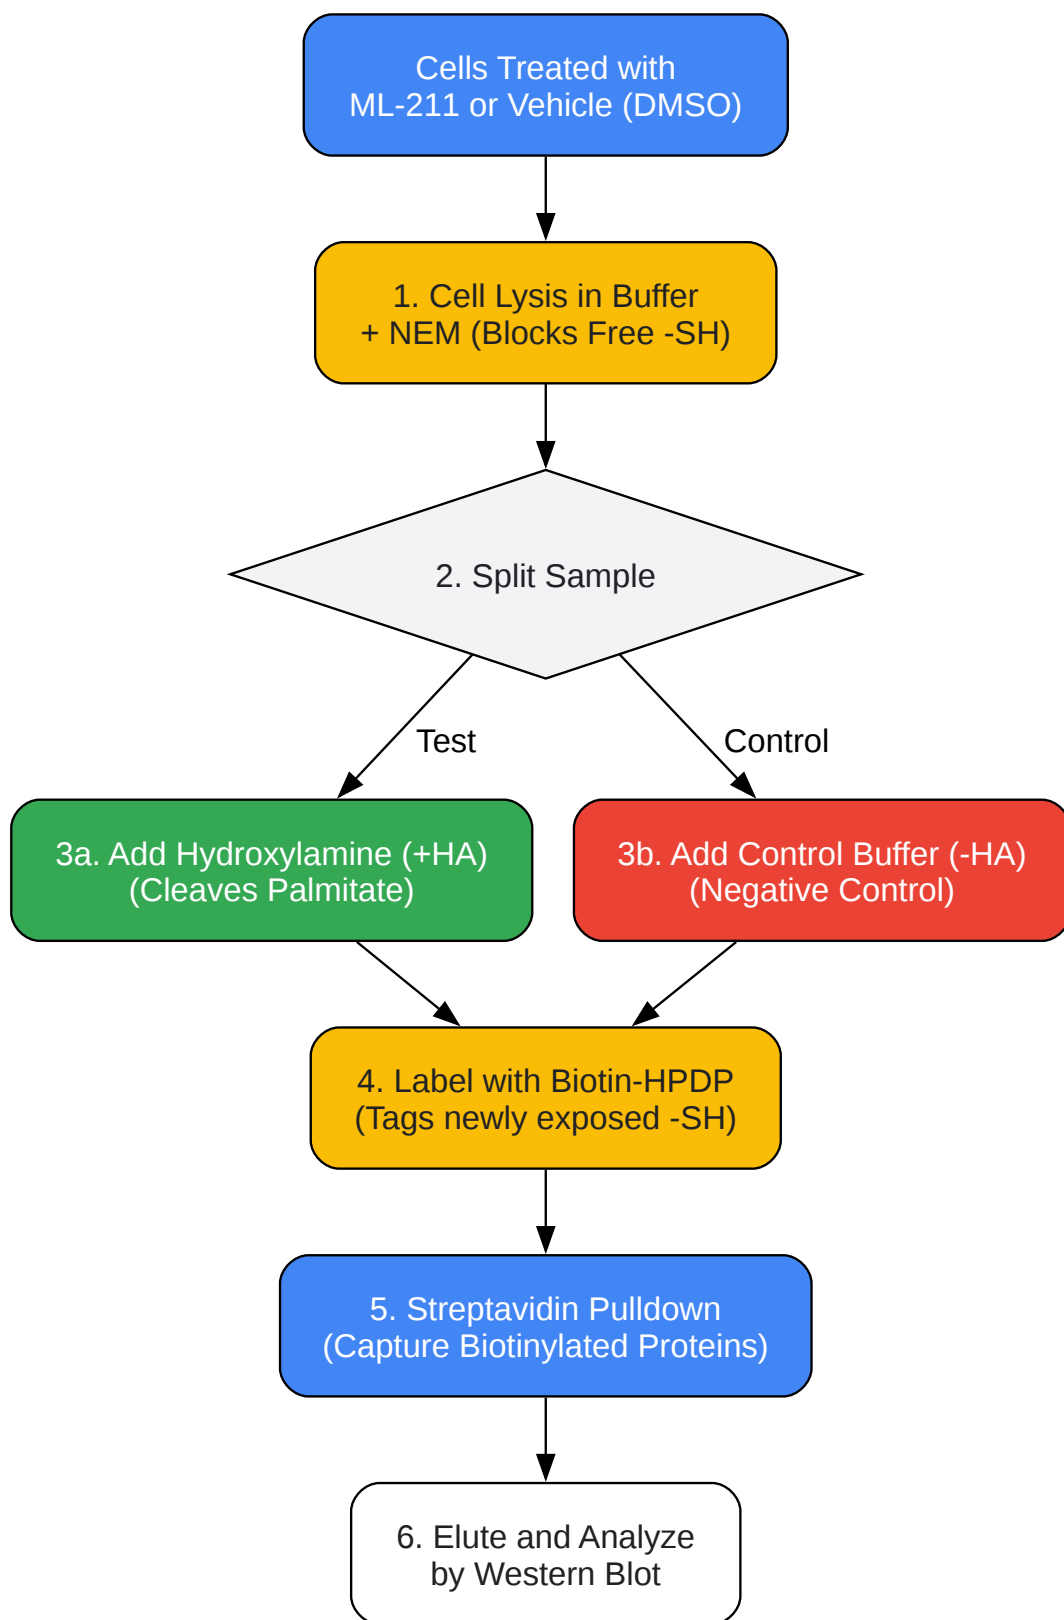 Cells Treated with
ML-211 or Vehicle (DMSO)
1. Cell Lysis in Buffer
+ NEM (Blocks Free -SH)
2. Split Sample
Test
Control
3a. Add Hydroxylamine (+HA)
(Cleaves Palmitate)
3b. Add Control Buffer (-HA)
(Negative Control)
4. Label with Biotin-HPDP
(Tags newly exposed -SH)
5. Streptavidin Pulldown
(Capture Biotinylated Proteins)
6. Elute and Analyze
by Western Blot